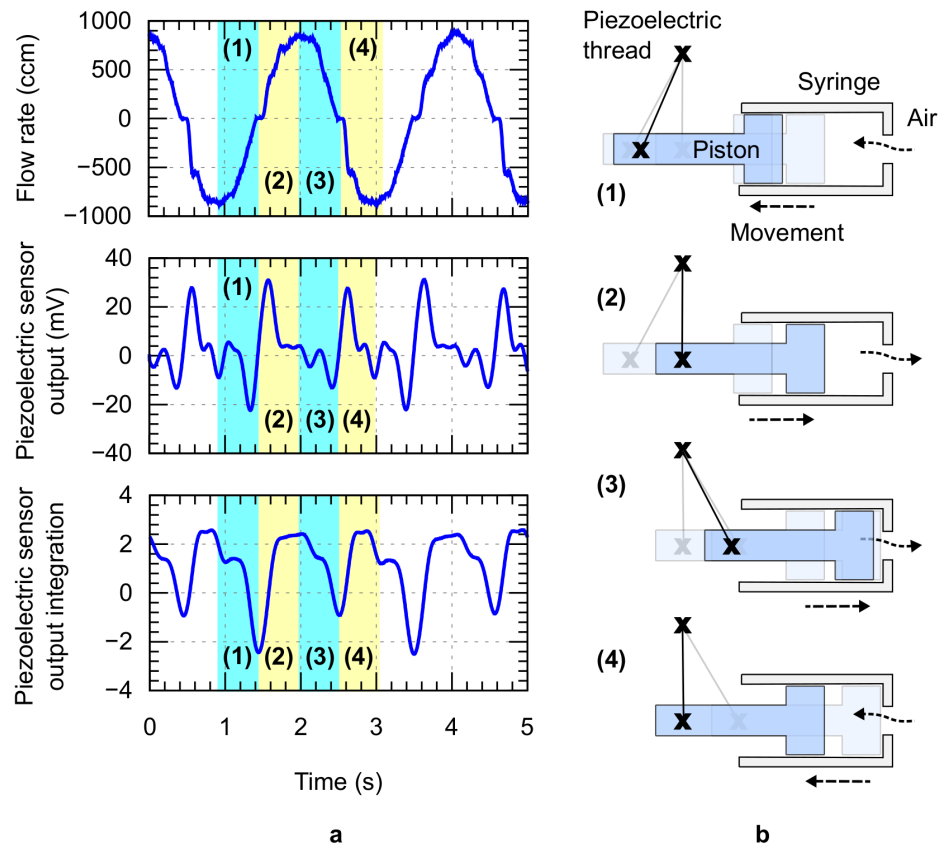 1000
500
0
−500
−1000
Flow rate (ccm)
(1)
(4)
(2)
(3)
40
20
0
−20
−40
Piezoelectric sensor
output (mV)
(1)
(2)
(3)
(4)
4
2
0
−2
−4
Piezoelectric sensor
output integration
(1)
(2)
(3)
(4)
0
1
2
3
4
5
Time (s)
a
Piezoelectric
thread
Syringe
Air
Piston
(1)
Movement
(2)
(3)
(4)
b